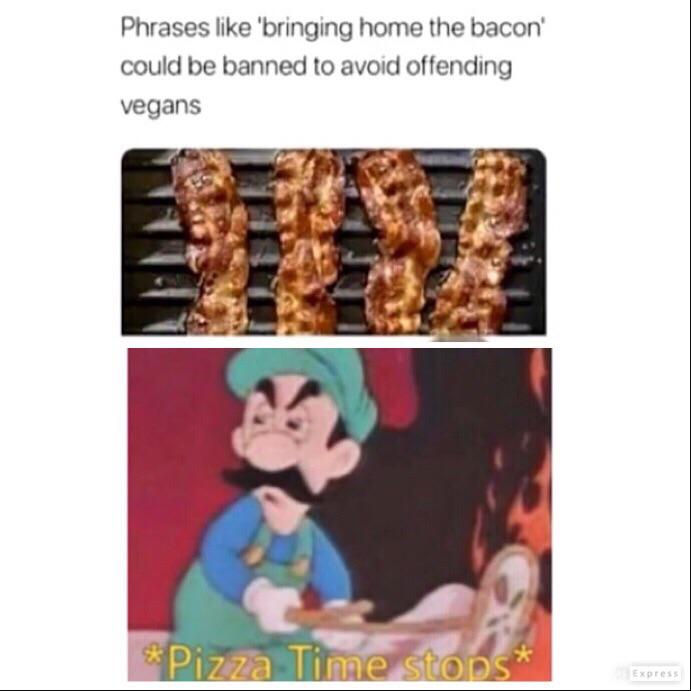 Phrases like 'bringing home the bacon'
could be banned to avoid offending
vegans
*Pizza Time stops*
Express